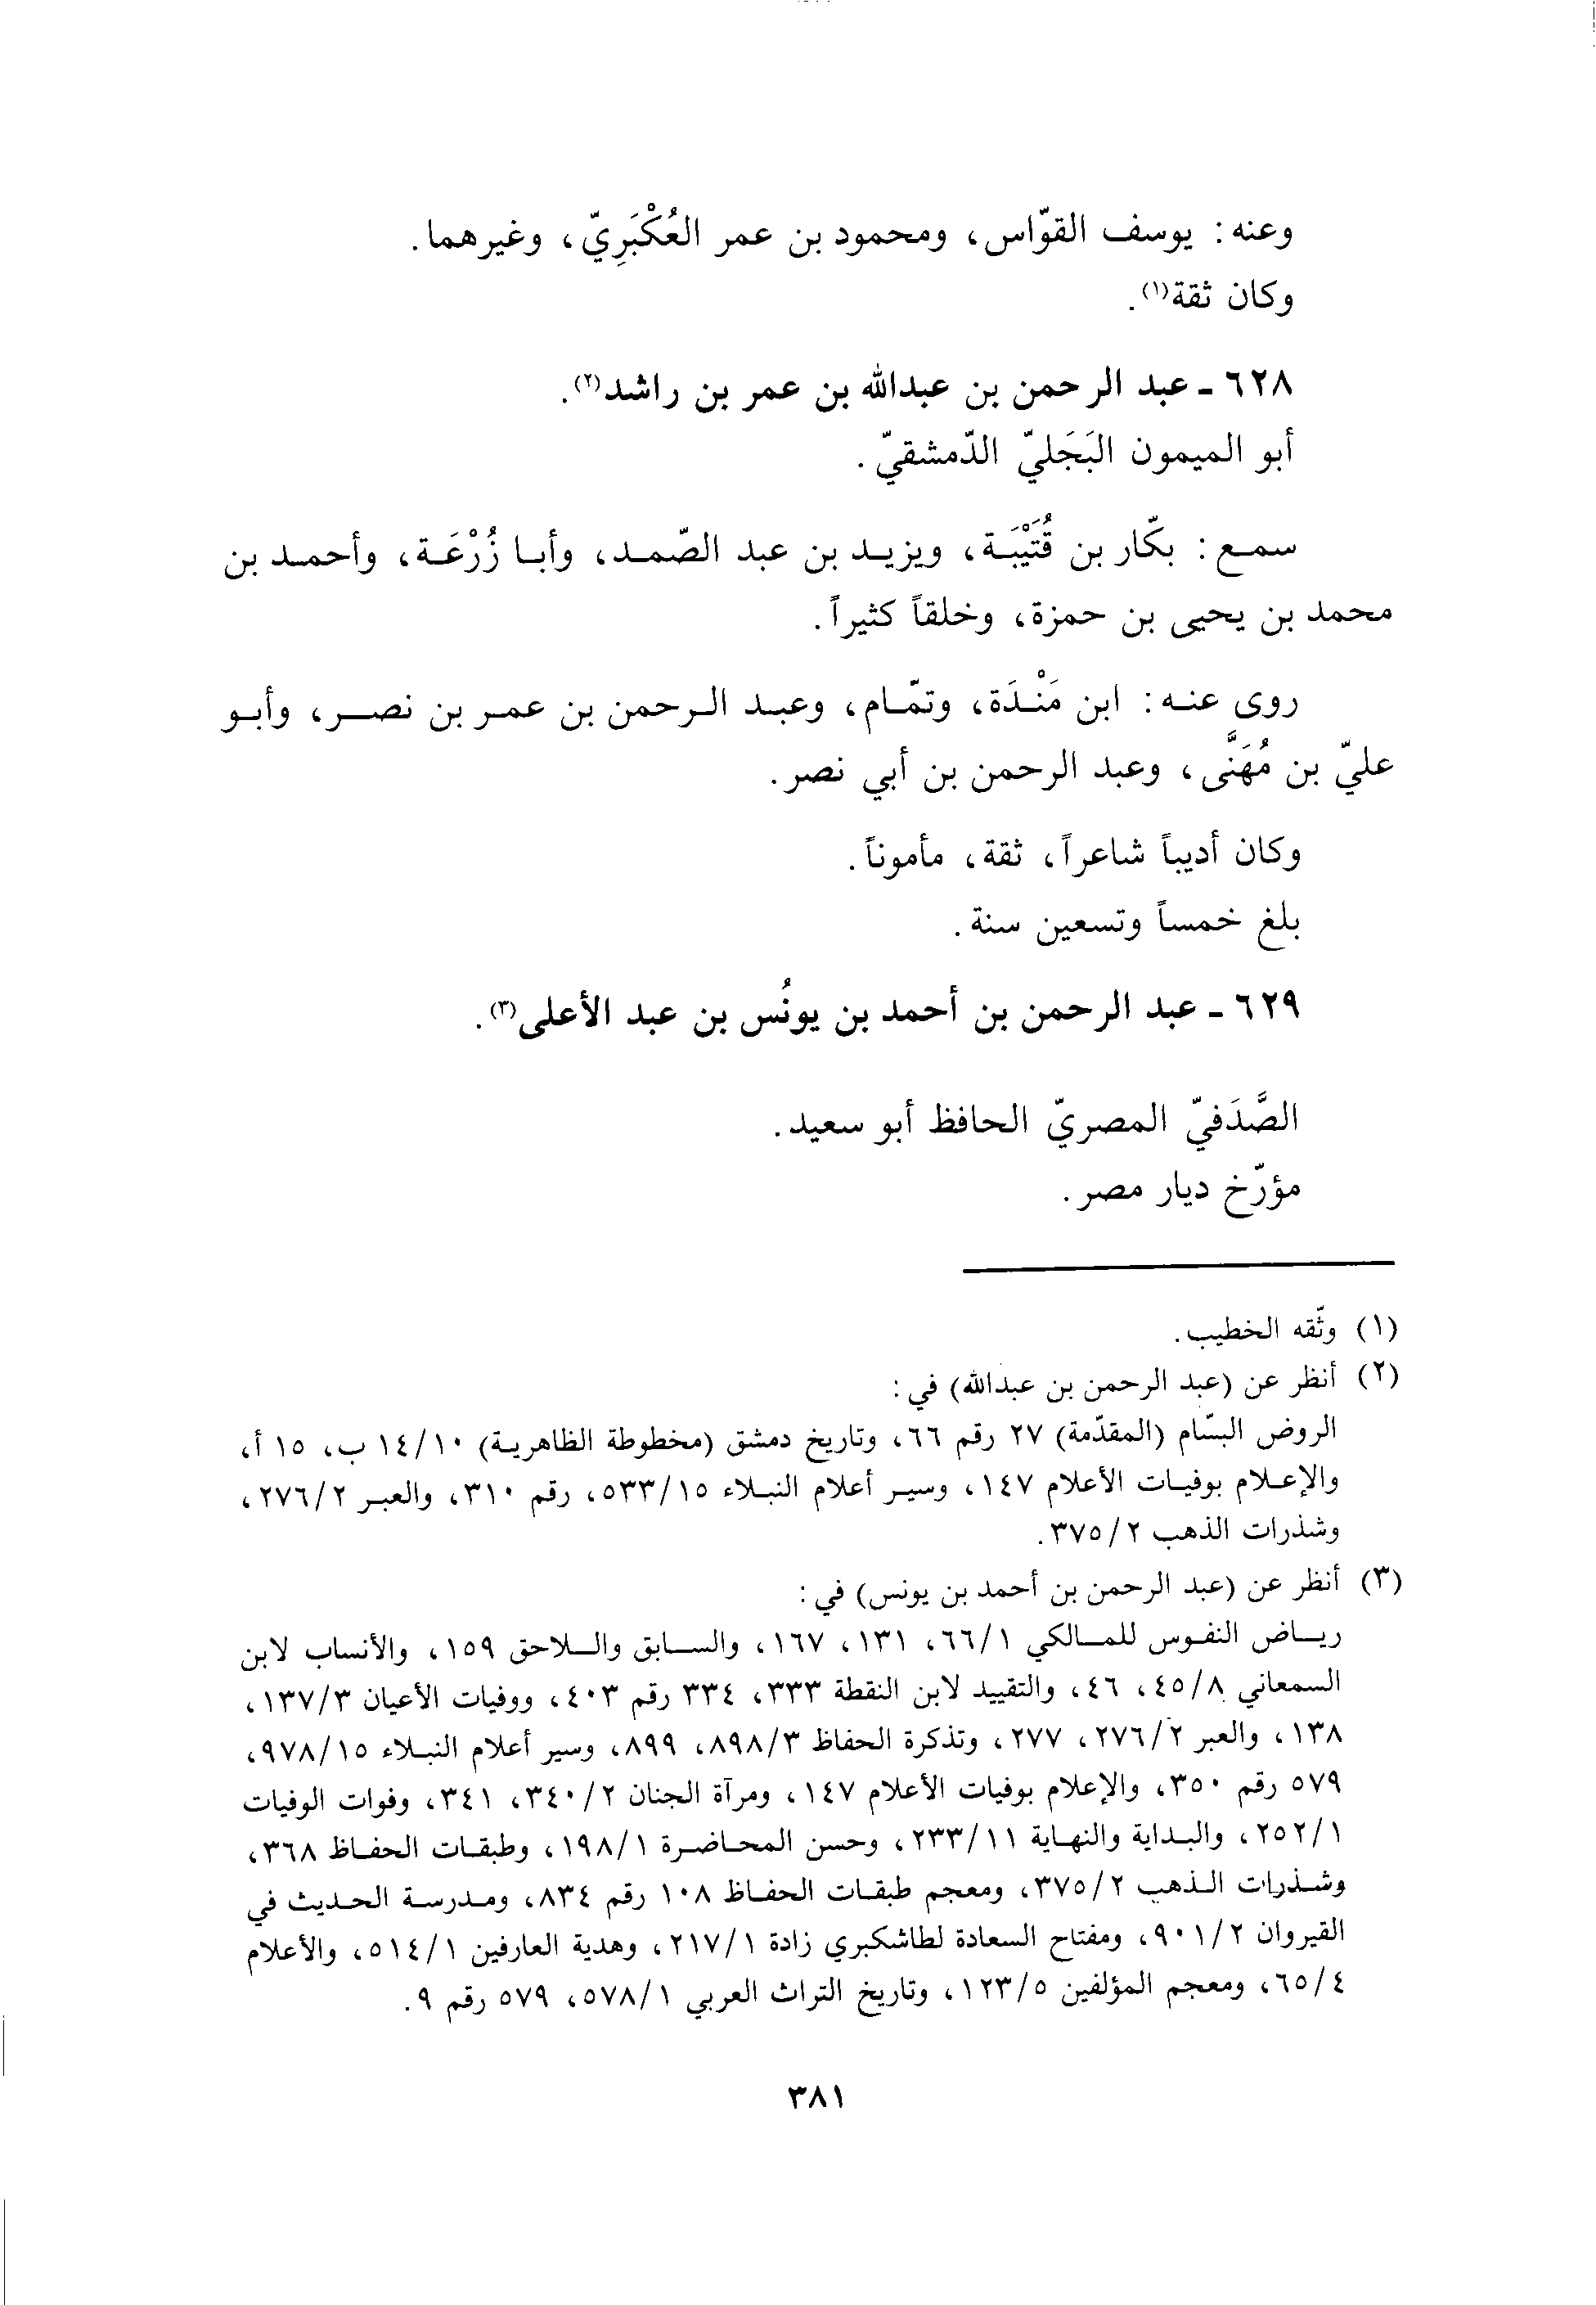 وعنه: يوسف القوّاس، ومحمود بن عمر العُكْبَرِيّ، وغيرهما.
وكان ثقة(١).
٦٢٨ - عبد الرحمن بن عبدالله بن عمر بن راشد(٢).
أبو الميمون البَجَليّ الدّمشقيّ.
سمع: بكّار بن قُتَيْبَة، ويزيد بن عبد الصّمد، وأبا زُرْعَة، وأحمد بن
محمد بن يحيى بن حمزة، وخلقاً كثيراً.
روى عنه: ابن مَنْدَة، وتمّام، وعبد الرحمن بن عمر بن نصر، وأبو
عليّ بن مُهَنَّى، وعبد الرحمن بن أبي نصر.
وكان أديباً شاعراً، ثقة، مأموناً.
بلغ خمساً وتسعين سنة.
٦٢٩ - عبد الرحمن بن أحمد بن يونُس بن عبد الأعلى(٣).
الصَّدَفيّ المصريّ الحافظ أبو سعيد.
مؤرّخ ديار مصر.
(١) وثّقه الخطيب.
(٢) أنظر عن (عبد الرحمن بن عبدالله) في:
الروض البسّام (المقدّمة) ٢٧ رقم ٦٦، وتاريخ دمشق (مخطوطة الظاهرية) ١٤/١٠ ب، ١٥ أ،
والإعلام بوفيات الأعلام ١٤٧، وسير أعلام النبلاء ٥٣٣/١٥، رقم ٣١٠، والعبر ٢٧٦/٢،
وشذرات الذهب ٣٧٥/٢.
(٣) أنظر عن (عبد الرحمن بن أحمد بن يونس) في:
رياض النفوس للمالكي ٦٦/١، ١٣١، ١٦٧، والسابق واللاحق ١٥٩، والأنساب لابن
السمعاني ٤٥/٨، ٤٦، والتقييد لابن النقطة ٣٣٣، ٣٣٤ رقم ٤٠٣، ووفيات الأعيان ١٣٧/٣،
١٣٨، والعبر ٢٧٦/٢، ٢٧٧، وتذكرة الحفاظ ٨٩٨/٣، ٨٩٩، وسير أعلام النبلاء ٩٧٨/١٥،
٥٧٩ رقم ٣٥٠، والإعلام بوفيات الأعلام ١٤٧، ومرآة الجنان ٣٤٠/٢، ٣٤١، وفوات الوفيات
٢٥٢/١، والبداية والنهاية ٢٣٣/١١، وحسن المحاضرة ١٩٨/١، وطبقات الحفاظ ٣٦٨،
وشذرات الذهب ٣٧٥/٢، ومعجم طبقات الحفاظ ١٠٨ رقم ٨٣٤، ومدرسة الحديث في
القيروان ٩٠١/٢، ومفتاح السعادة لطاشكبري زادة ٢١٧/١، وهدية العارفين ٥١٤/١، والأعلام
٦٥/٤، ومعجم المؤلفين ١٢٣/٥، وتاريخ التراث العربي ٥٧٨/١، ٥٧٩ رقم ٩.
٣٨١